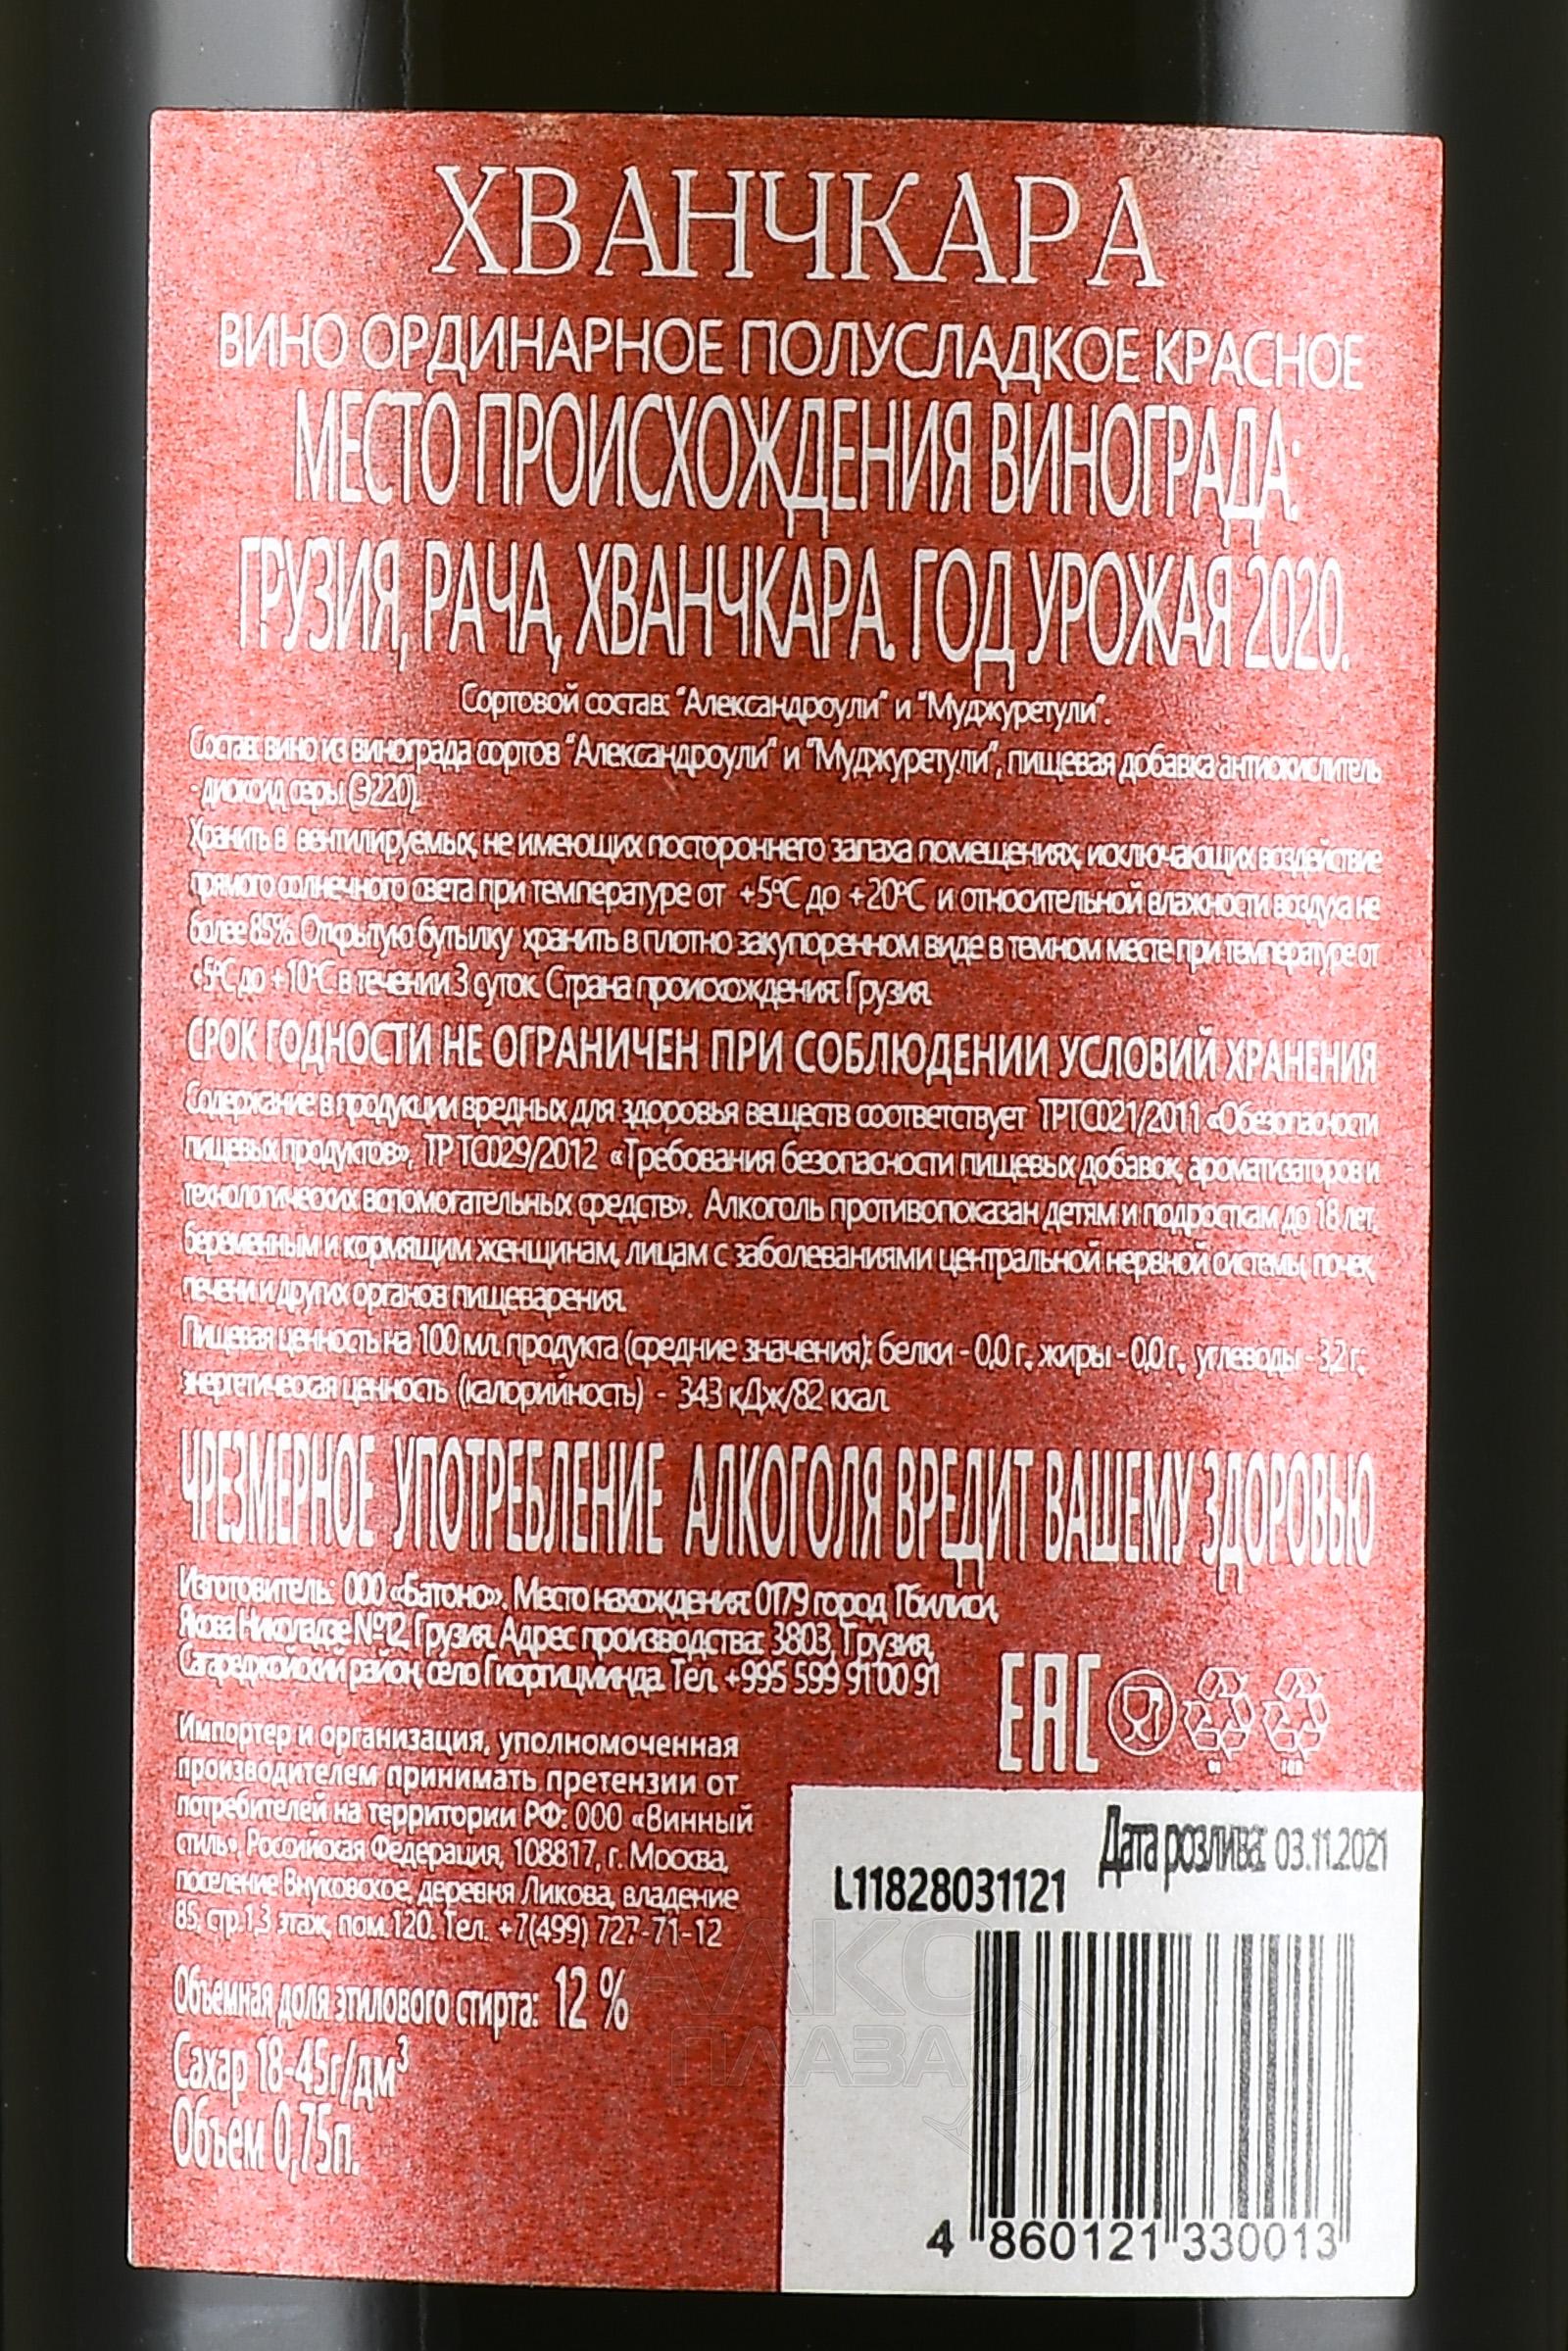 ХВАНЧКАРА
ВИНО ОРДИНАРНОЕ ПОЛУСЛАДКОЕ КРАСНОЕ
МЕСТО ПРОИСХОЖДЕНИЯ ВИНОГРАДА:
ГРУЗИЯ, РАЧА, ХВАНЧКАРА. ГОД УРОЖАЯ 2020.
Сортовой состав: "Александроули" и "Муджуретули".
Состав: вино из винограда сортов "Александроули" и "Муджуретули", пищевая добавка антиокислитель
- диоксид серы (Э220).
Хранить в вентилируемых, не имеющих постороннего запаха помещениях, исключающих воздействие
прямого солнечного света при температуре от +5°С до +20°С и относительной влажности воздуха не
более 85%. Открытую бутылку хранить в плотно закупоренном виде в темном месте при температуре от
+5°С до +10°С в течении 3 суток. Страна происхождения: Грузия.
СРОК ГОДНОСТИ НЕ ОГРАНИЧЕН ПРИ СОБЛЮДЕНИИ УСЛОВИЙ ХРАНЕНИЯ
Содержание в продукции вредных для здоровья веществ соответствует ТРТС021/2011 «Обезопасности
пищевых продуктов», ТР ТС029/2012 «Требования безопасности пищевых добавок, ароматизаторов и
технологических вспомогательных средств». Алкоголь противопоказан детям и подросткам до 18 лет,
беременным и кормящим женщинам, лицам с заболеваниями центральной нервной системы, почек,
печени и других органов пищеварения.
Пищевая ценность на 100 мл. продукта (средние значения): белки - 0,0 г., жиры - 0,0 г., углеводы - 3,2 г.;
энергетическая ценность (калорийность) - 343 кДж/82 ккал.
ЧРЕЗМЕРНОЕ УПОТРЕБЛЕНИЕ АЛКОГОЛЯ ВРЕДИТ ВАШЕМУ ЗДОРОВЬЮ
Изготовитель: ООО «Батоно». Место нахождения: 0179 город Тбилиси,
Якова Николадзе №12, Грузия. Адрес производства: 3803, Грузия,
Сагареджойский район, село Гиоргицминда. Тел. +995 599 91 00 91
ЕАС
Импортер и организация, уполномоченная
производителем принимать претензии от
потребителей на территории РФ: ООО «Винный
стиль», Российская Федерация, 108817, г. Москва,
поселение Внуковское, деревня Ликова, владение
85, стр.1,3 этаж, пом.120. Тел. +7(499) 727-71-12
Объемная доля этилового спирта: 12 %
Сахар 18-45г/дм³
Объем 0,75л.
Дата розлива: 03.11.2021
L11828031121
АЛКО
ПЛАЗА
4 860121 330013